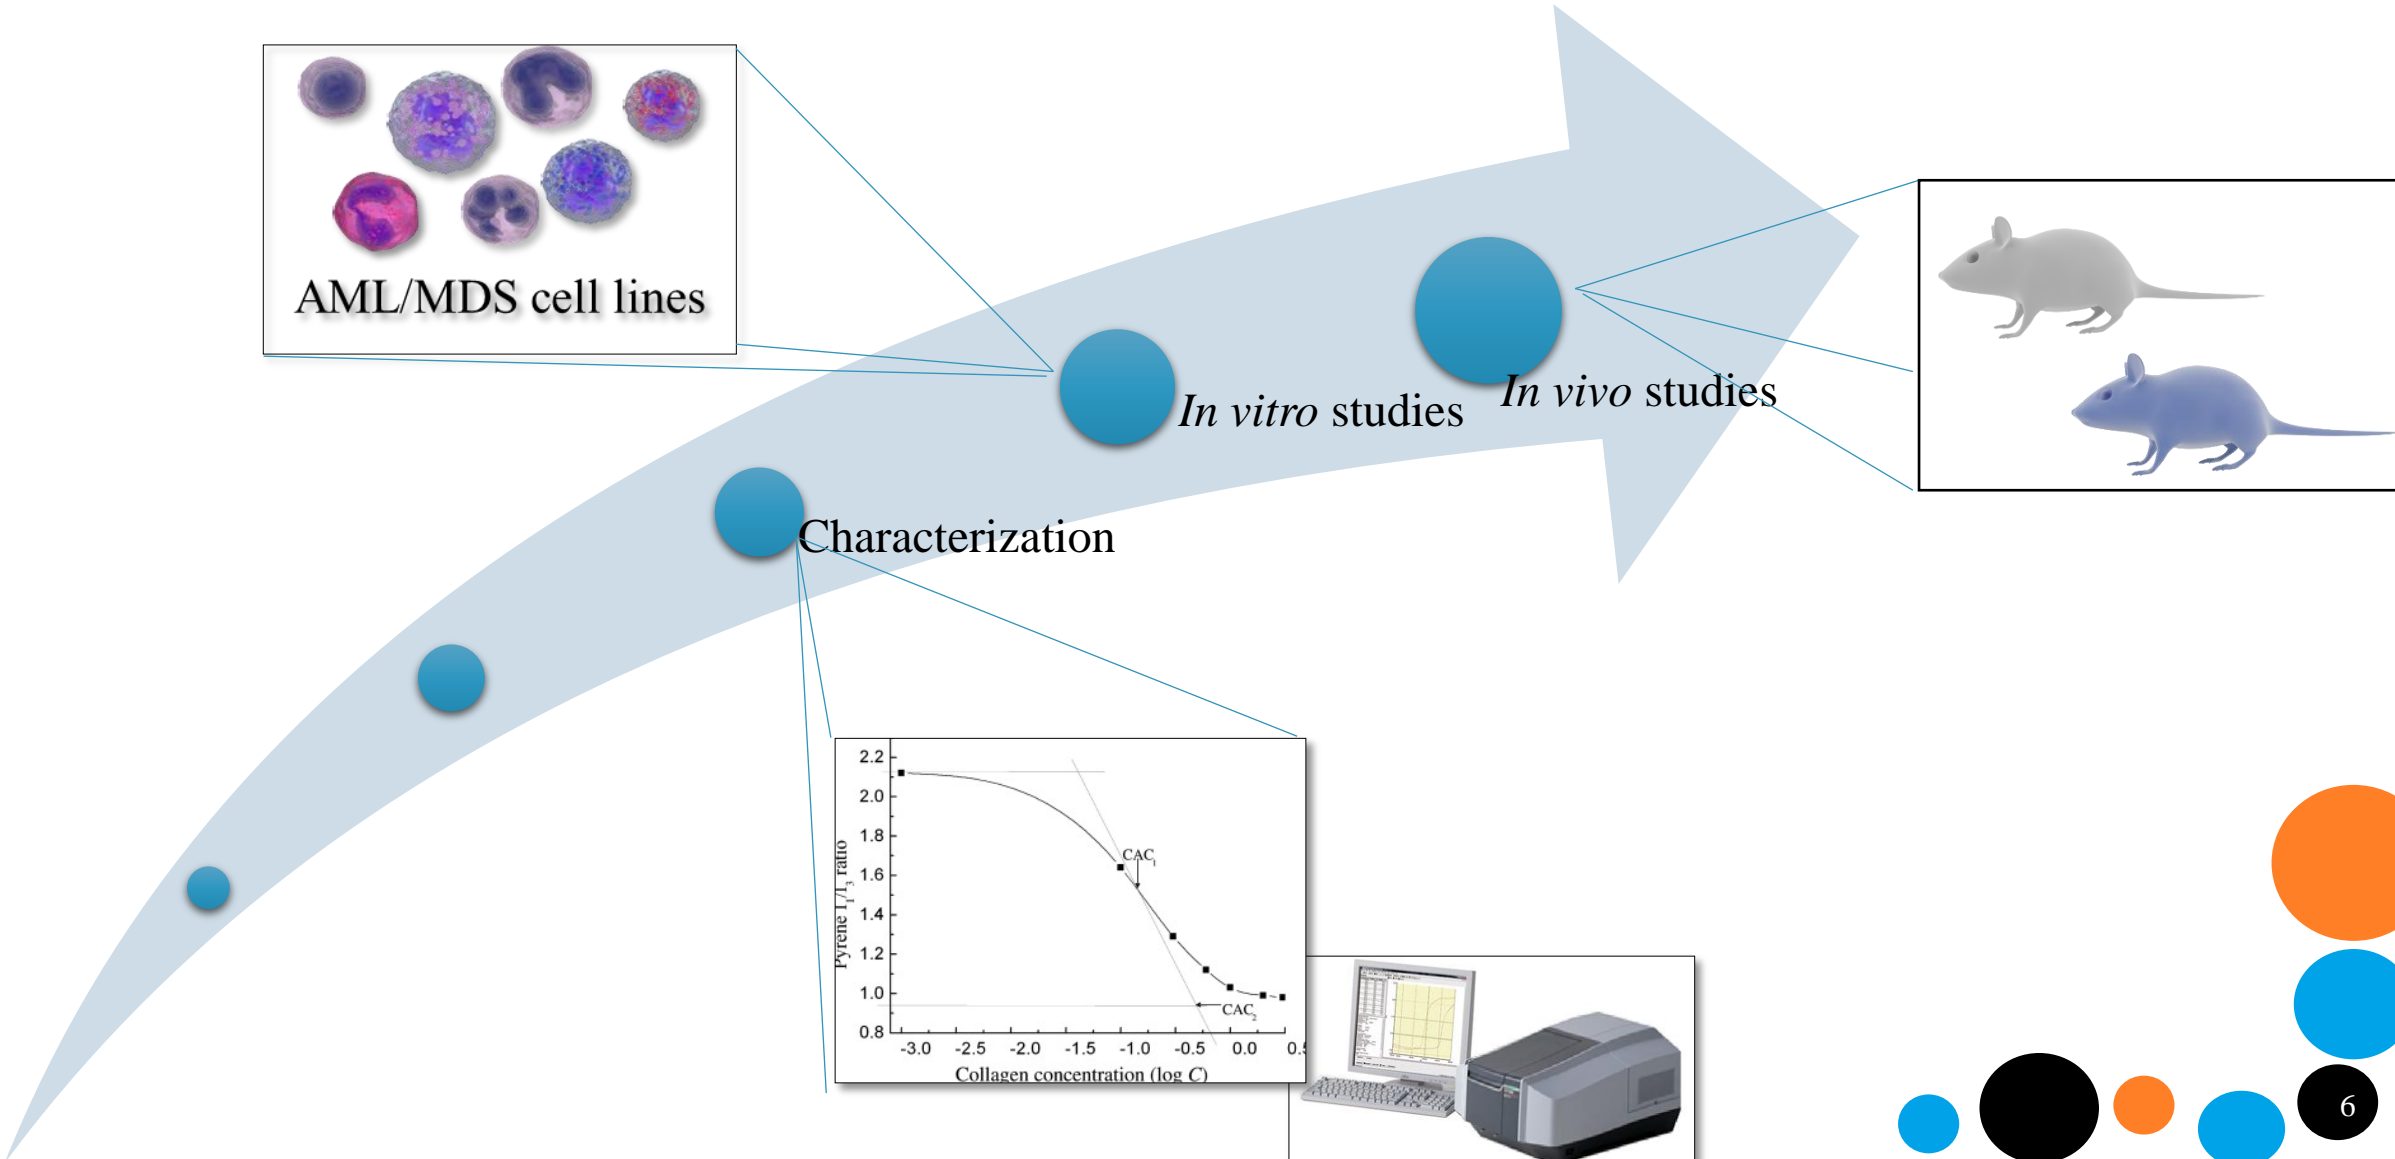 AML/MDS cell lines
In vitro studies
In vivo studies
Characterization
2.2
2.0
1.8
1.6
1.4
1.2
1.0
0.8
Pyrene I1/I3 ratio
CAC1
CAC2
-3.0 -2.5 -2.0 -1.5 -1.0 -0.5 0.0 0.5
Collagen concentration (log C)
6